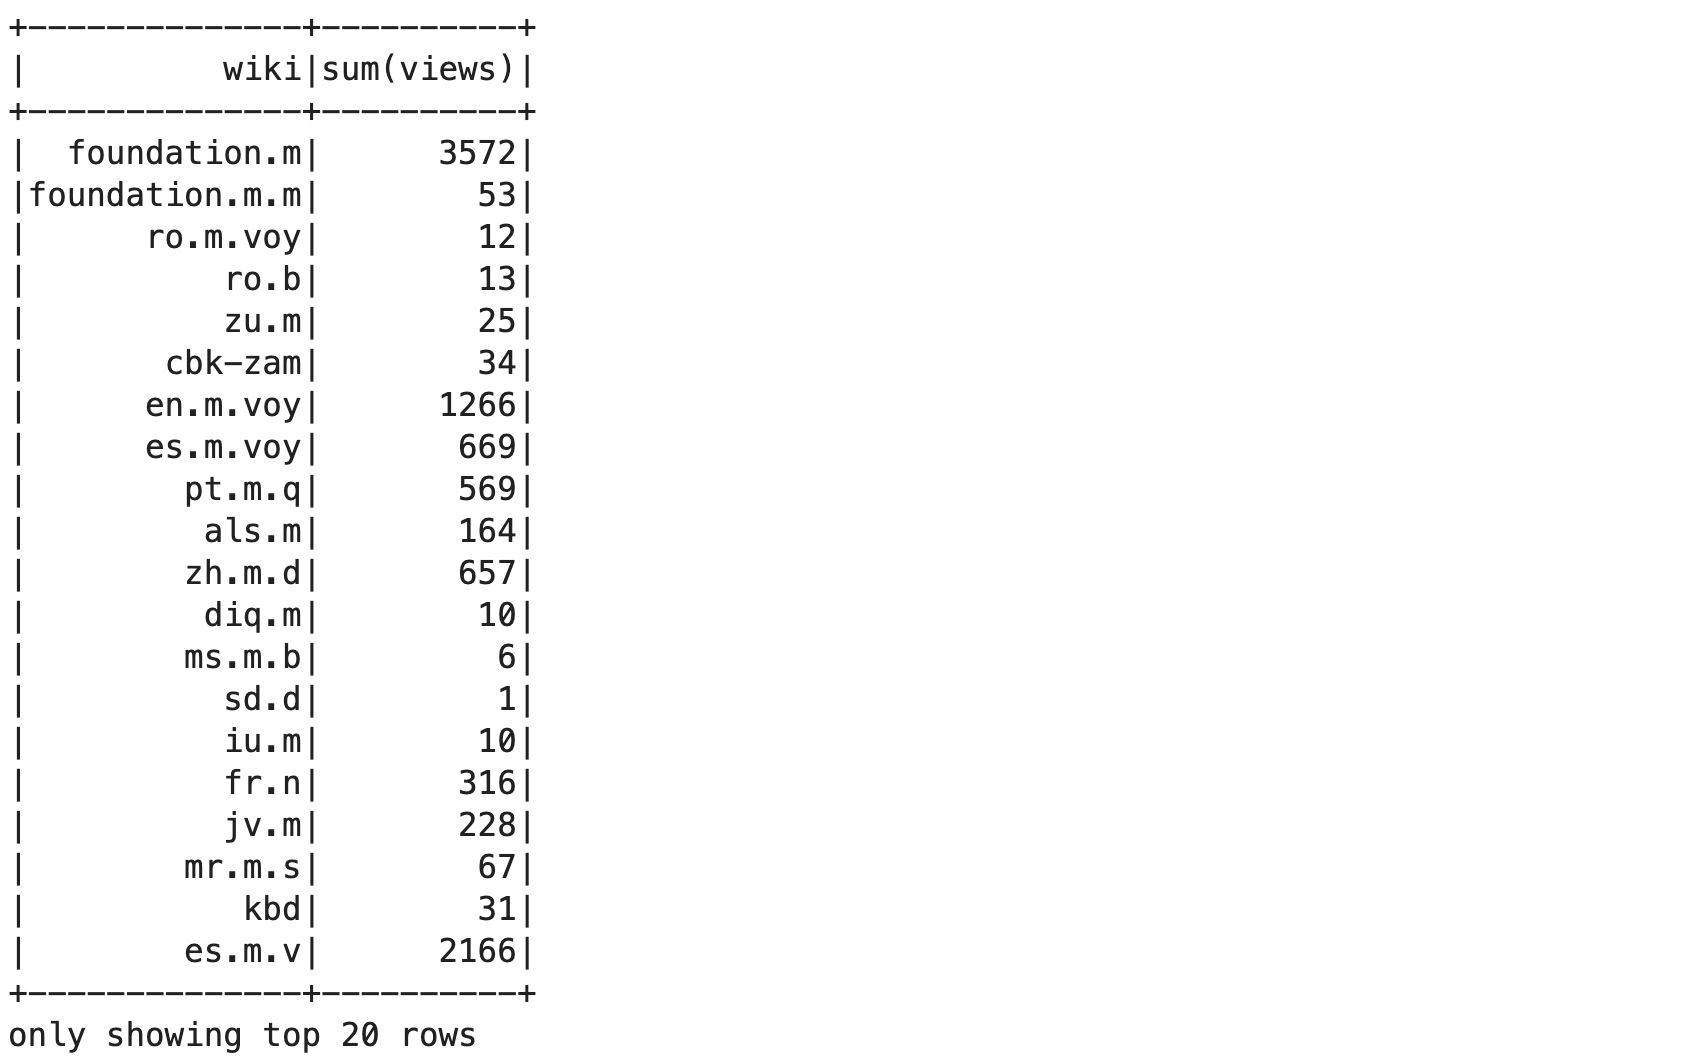 +--------------+----------+
|          wiki|sum(views)|
+--------------+----------+
|  foundation.m|      3572|
|foundation.m.m|        53|
|      ro.m.voy|        12|
|          ro.b|        13|
|          zu.m|        25|
|       cbk-zam|        34|
|      en.m.voy|      1266|
|      es.m.voy|       669|
|        pt.m.q|       569|
|         als.m|       164|
|        zh.m.d|       657|
|         diq.m|        10|
|        ms.m.b|         6|
|          sd.d|         1|
|          iu.m|        10|
|          fr.n|       316|
|          jv.m|       228|
|        mr.m.s|        67|
|           kbd|        31|
|        es.m.v|      2166|
+--------------+----------+
only showing top 20 rows